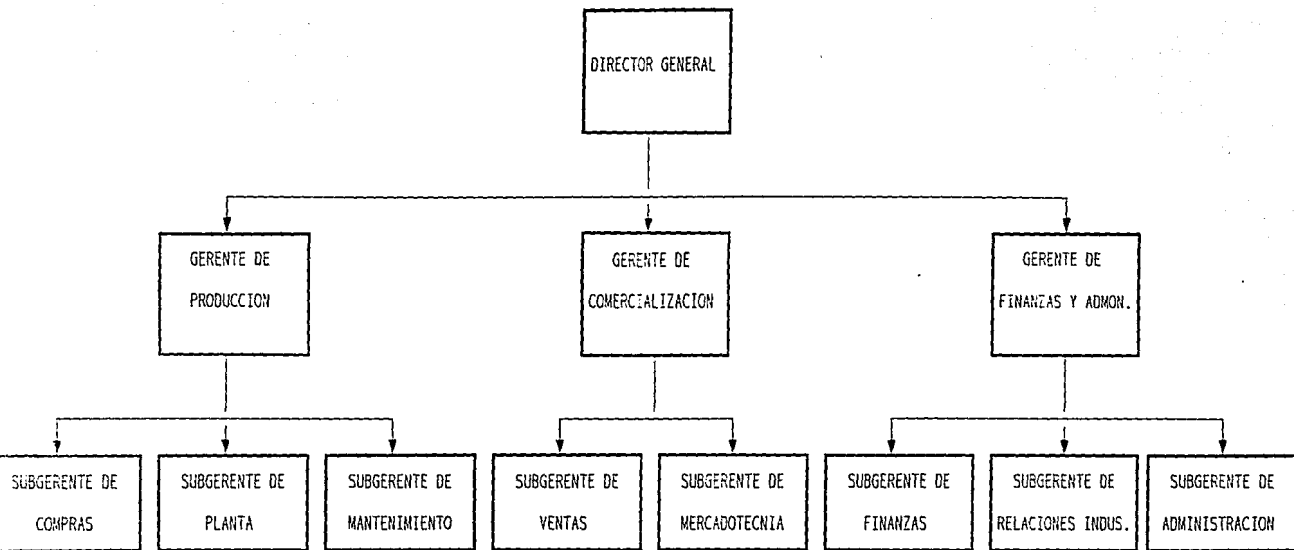 DIRECTOR GENERAL
GERENTE DE
PRODUCCION
GERENTE DE
COMERCIALIZACION
GERENTE DE
FINANZAS Y ADMON.
SUBGERENTE DE
COMPRAS
SUBGERENTE DE
PLANTA
SUBGERENTE DE
MANTENIMIENTO
SUBGERENTE DE
VENTAS
SUBGERENTE DE
MERCADOTECNIA
SUBGERENTE DE
FINANZAS
SUBGERENTE DE
RELACIONES INDUS.
SUBGERENTE DE
ADMINISTRACION